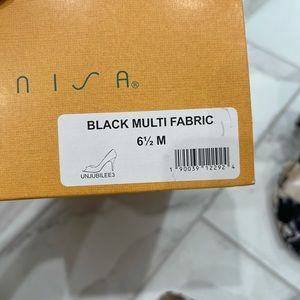 nisa®
BLACK MULTI FABRIC
6½ M
UNJUBILEE3
1 90039 12292 4